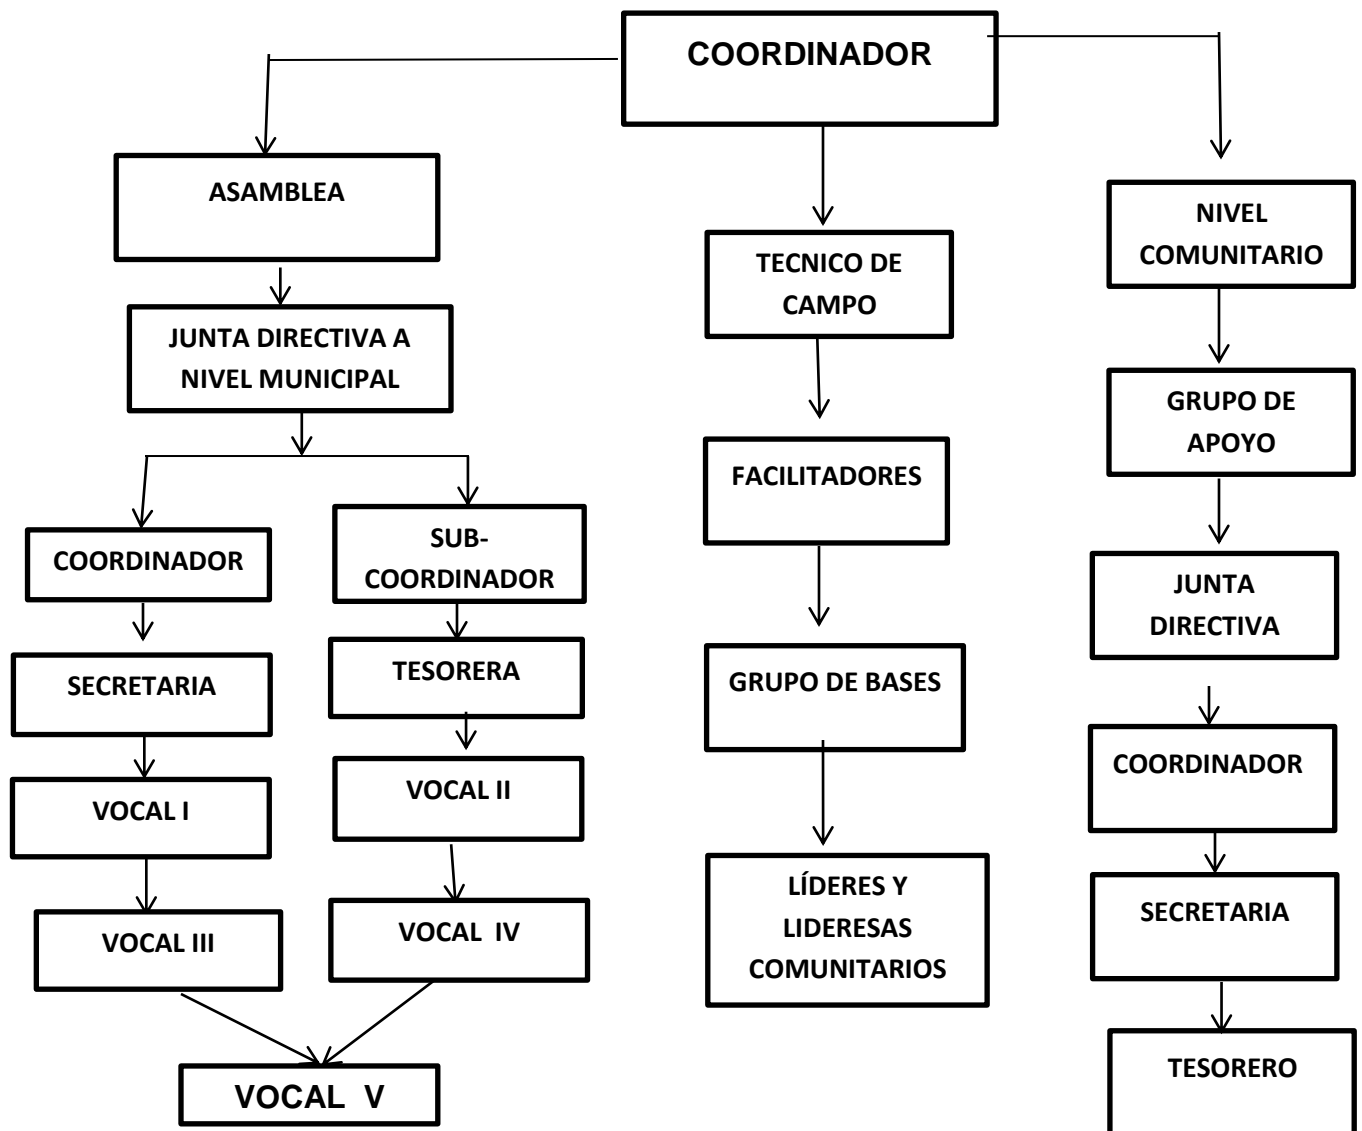 COORDINADOR
ASAMBLEA
JUNTA DIRECTIVA A
NIVEL MUNICIPAL
COORDINADOR
SECRETARIA
VOCAL I
VOCAL III
SUB-
COORDINADOR
TESORERA
VOCAL II
VOCAL IV
VOCAL V
TECNICO DE
CAMPO
FACILITADORES
GRUPO DE BASES
LÍDERES Y
LIDERESAS
COMUNITARIOS
NIVEL
COMUNITARIO
GRUPO DE
APOYO
JUNTA
DIRECTIVA
COORDINADOR
SECRETARIA
TESORERO